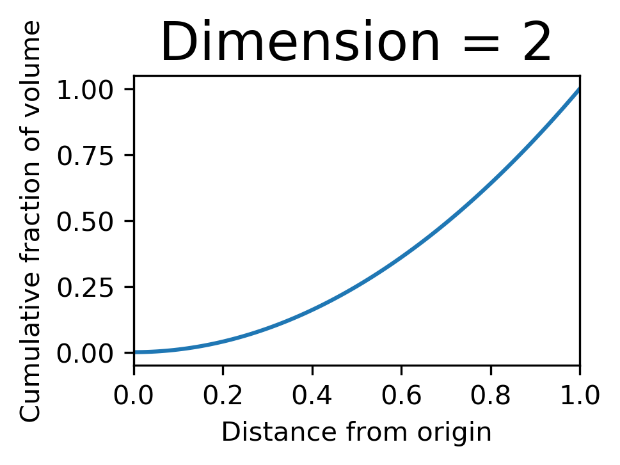 Dimension = 2
Cumulative fraction of volume
1.00
0.75
0.50
0.25
0.00
0.0 0.2 0.4 0.6 0.8 1.0
Distance from origin